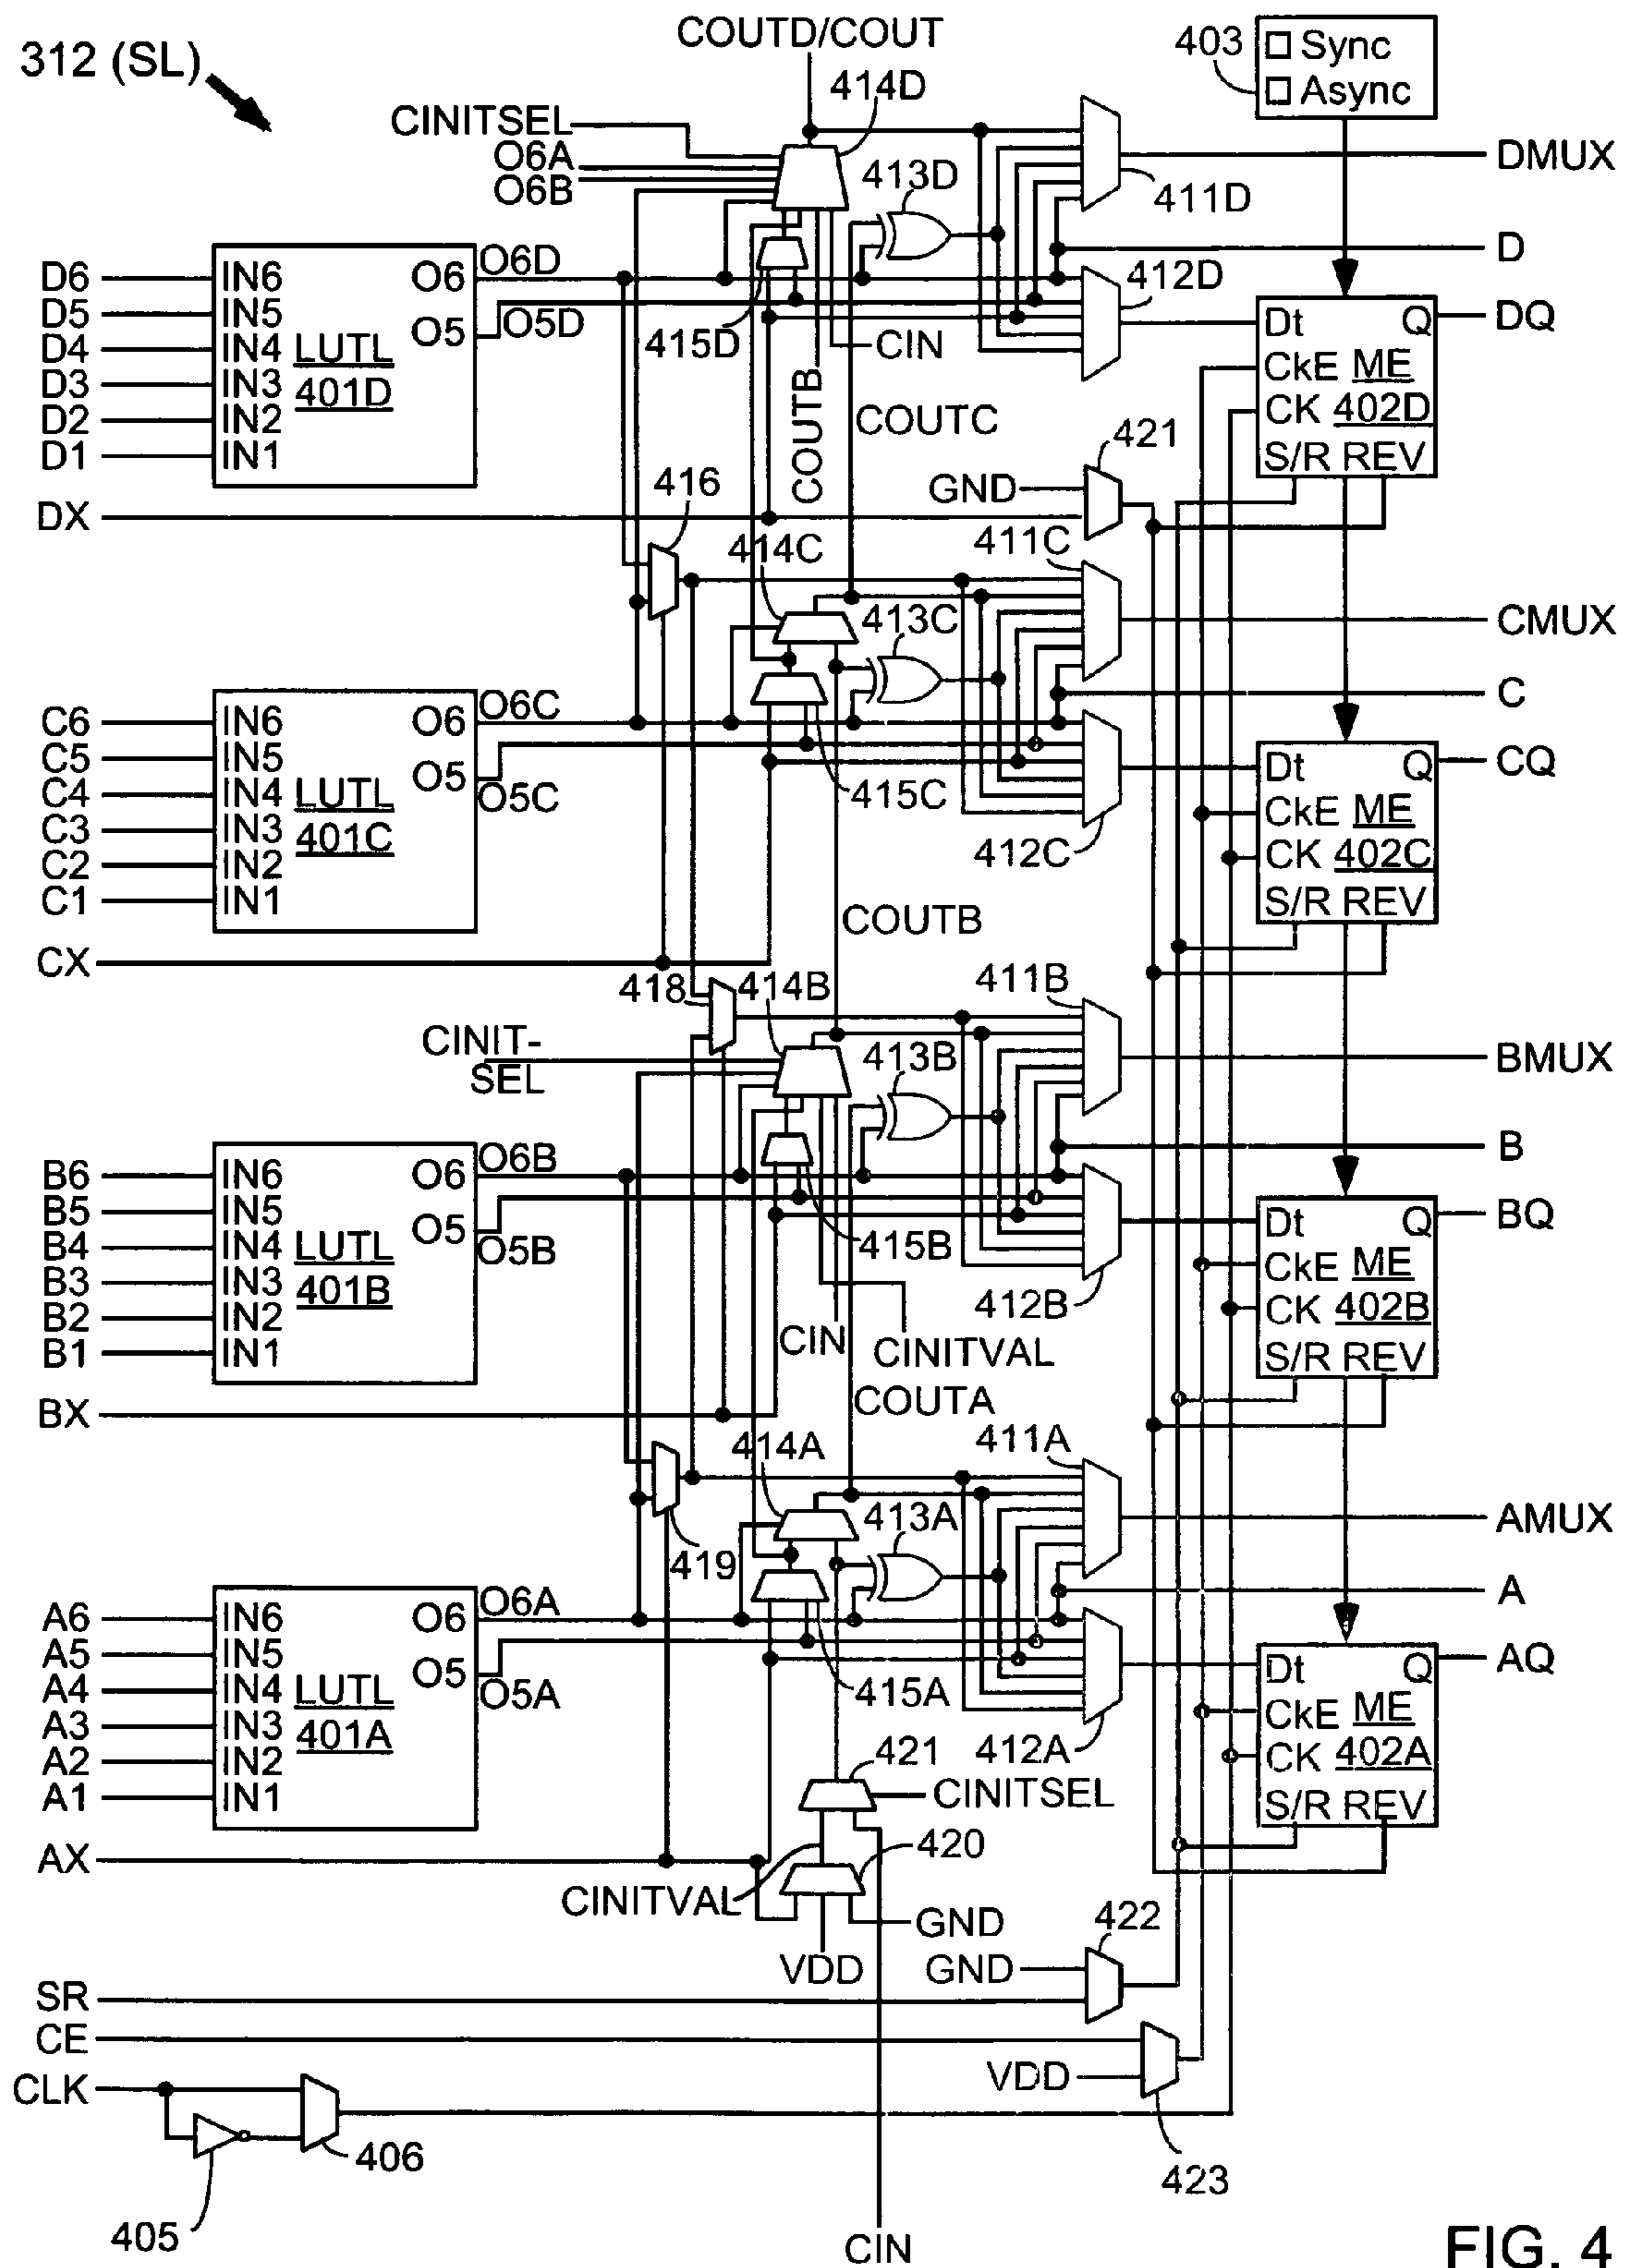 312 (SL)
COUTD/COUT
403
Sync
Async
CINITSEL
O6A
O6B
414D
413D
411D
DMUX
D
D6
D5
D4
D3
D2
D1
IN6
IN5
IN4
IN3
IN2
IN1
LUTL
401D
O6
O5
O6D
O5D
415D
CIN
COUTB
COUTC
412D
Dt
Q
DQ
CkE
ME
CK
402D
S/R
REV
DX
416
GND
421
414C
413C
411C
CMUX
C
C6
C5
C4
C3
C2
C1
IN6
IN5
IN4
IN3
IN2
IN1
LUTL
401C
O6
O5
O6C
O5C
415C
412C
Dt
Q
CQ
CkE
ME
CK
402C
S/R
REV
CX
COUTB
418
414B
413B
411B
BMUX
CINIT-
SEL
B
B6
B5
B4
B3
B2
B1
IN6
IN5
IN4
IN3
IN2
IN1
LUTL
401B
O6
O5
O6B
O5B
415B
412B
CIN
CINITVAL
Dt
Q
BQ
CkE
ME
CK
402B
S/R
REV
BX
COUTA
414A
413A
411A
AMUX
419
A
A6
A5
A4
A3
A2
A1
IN6
IN5
IN4
IN3
IN2
IN1
LUTL
401A
O6
O5
O6A
O5A
415A
412A
Dt
Q
AQ
CkE
ME
CK
402A
S/R
REV
421
CINITSEL
AX
420
CINITVAL
GND
VDD
GND
422
SR
CE
VDD
CLK
423
405
406
CIN
FIG. 4